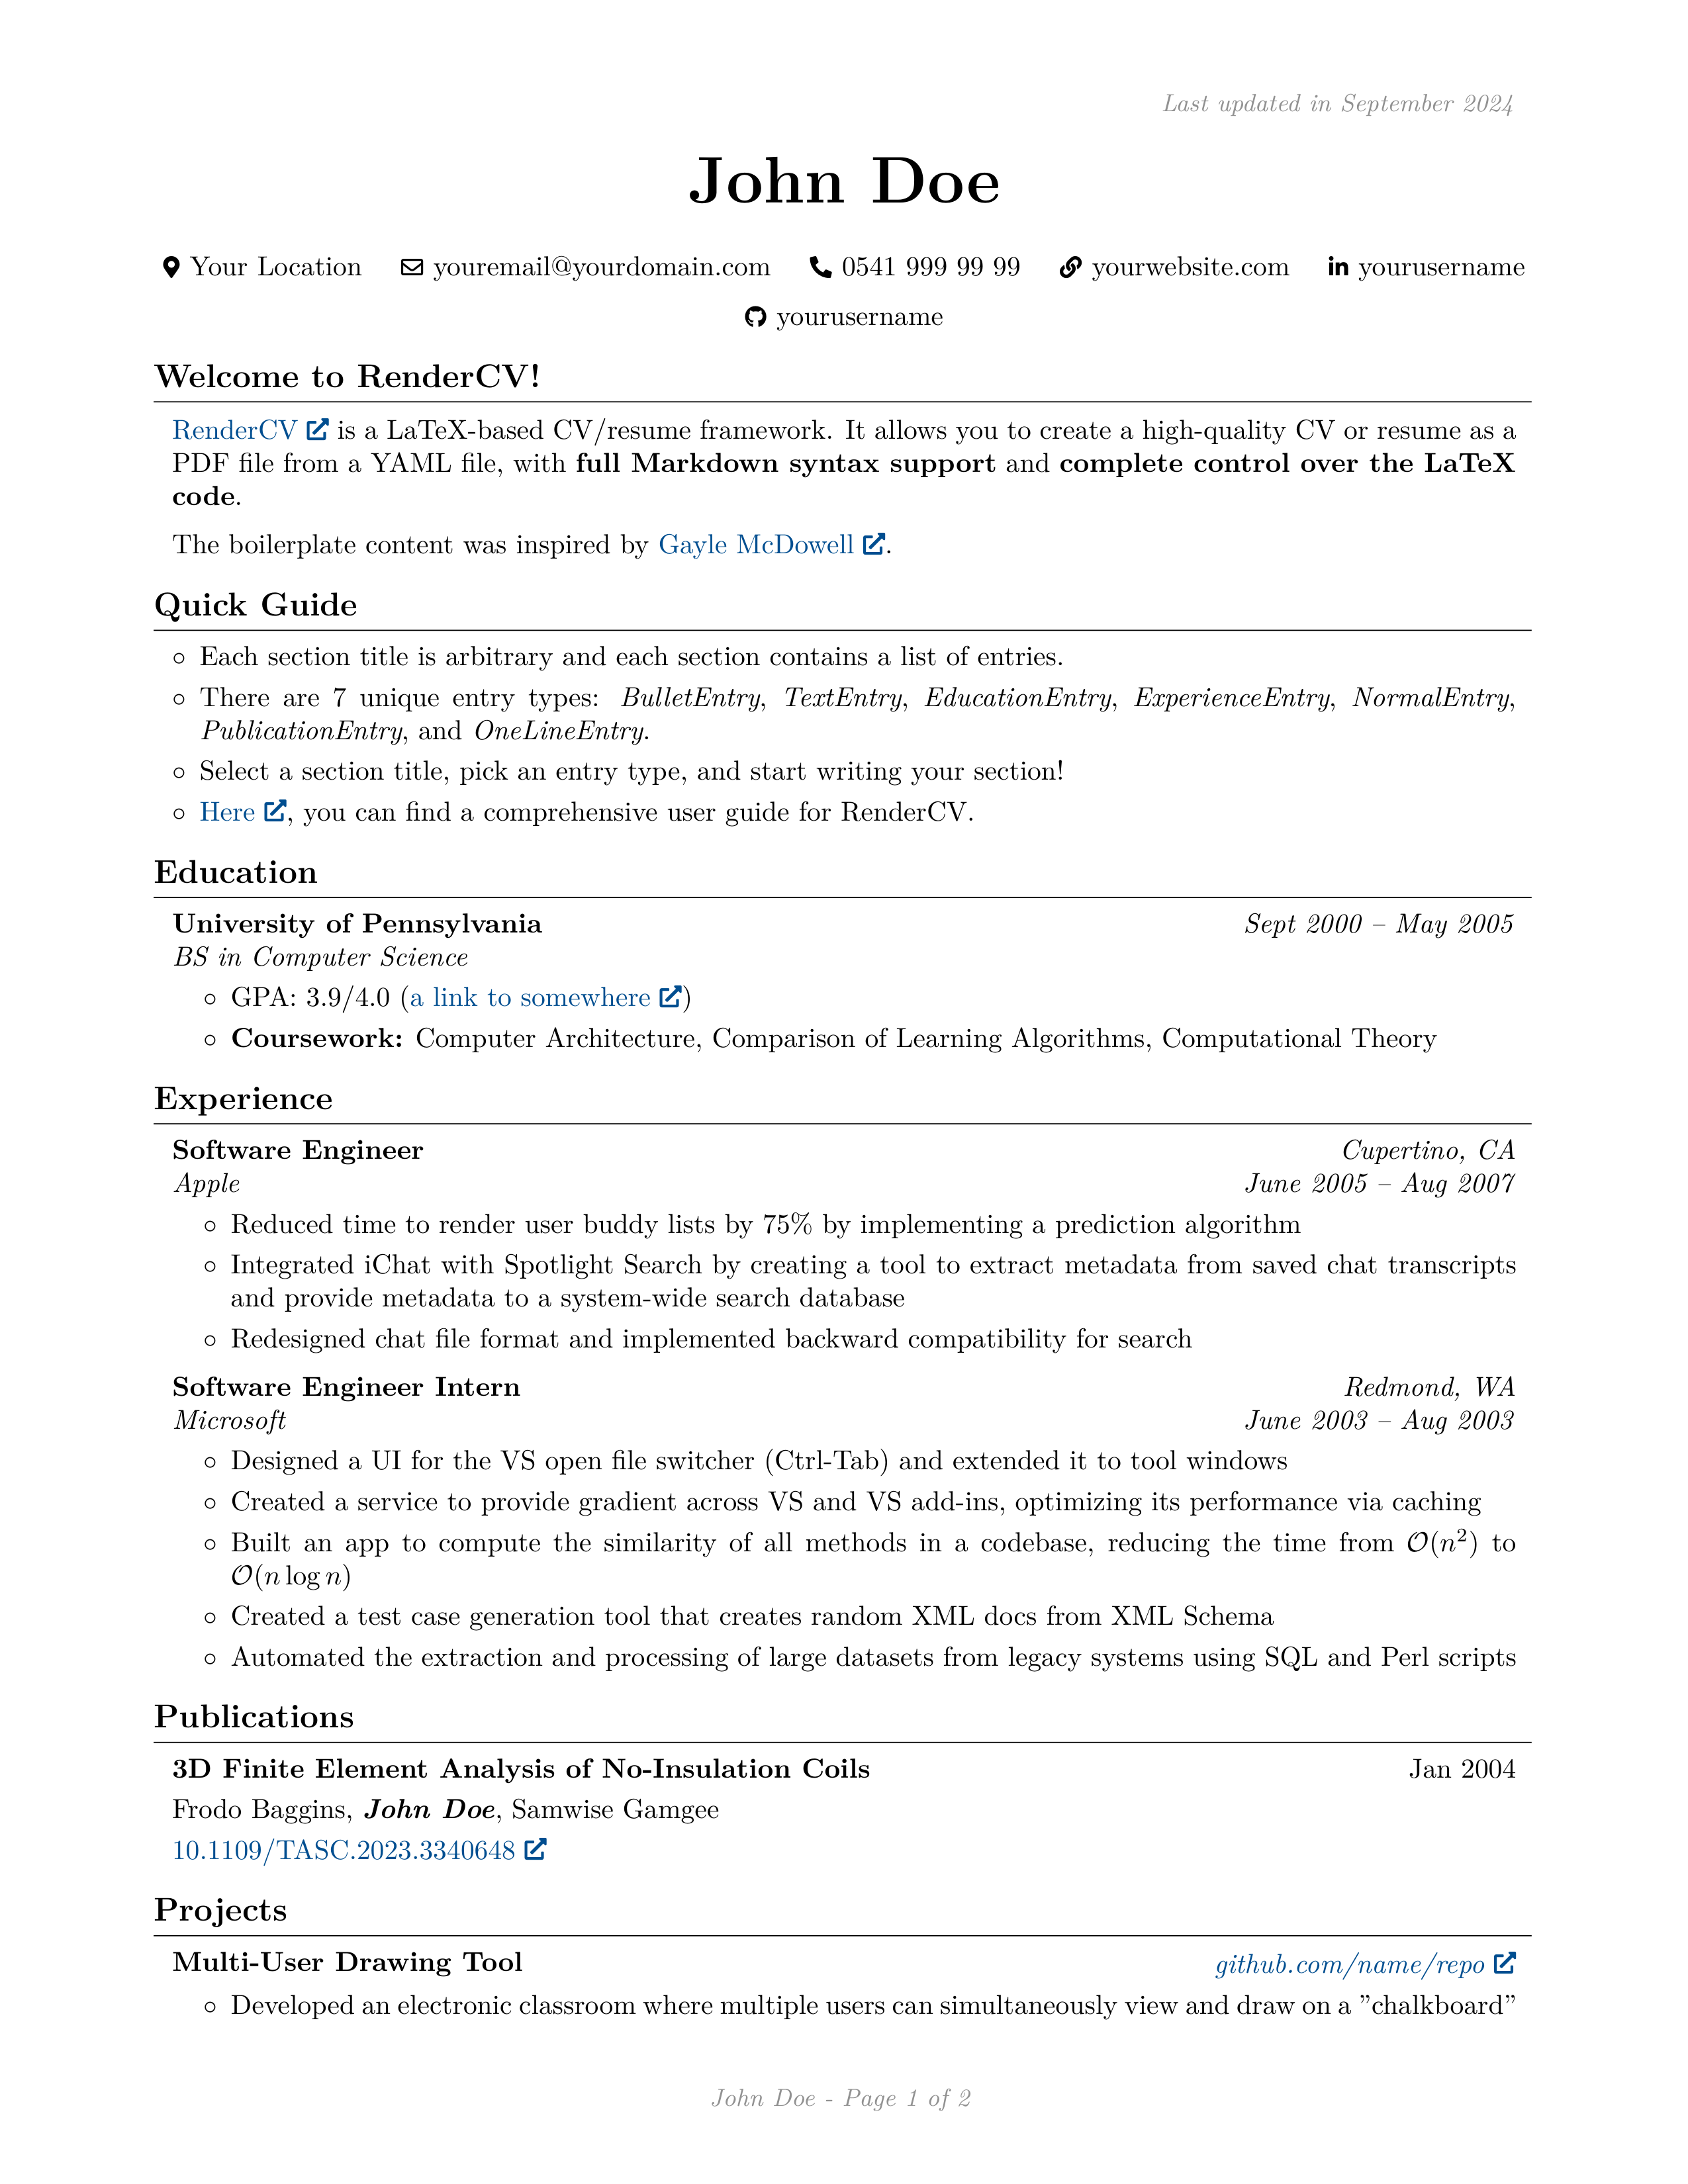 Last updated in September 2024
John Doe
Your Location youremail@yourdomain.com 0541 999 99 99 yourwebsite.com yourusername
yourusername
Welcome to RenderCV!
RenderCV is a LaTeX-based CV/resume framework. It allows you to create a high-quality CV or resume as a
PDF file from a YAML file, with full Markdown syntax support and complete control over the LaTeX
code.
The boilerplate content was inspired by Gayle McDowell.
Quick Guide
◦ Each section title is arbitrary and each section contains a list of entries.
◦ There are 7 unique entry types: BulletEntry, TextEntry, EducationEntry, ExperienceEntry, NormalEntry,
PublicationEntry, and OneLineEntry.
◦ Select a section title, pick an entry type, and start writing your section!
◦ Here, you can find a comprehensive user guide for RenderCV.
Education
University of Pennsylvania Sept 2000 – May 2005
BS in Computer Science
◦ GPA: 3.9/4.0 (a link to somewhere)
◦ Coursework: Computer Architecture, Comparison of Learning Algorithms, Computational Theory
Experience
Software Engineer Cupertino, CA
Apple June 2005 – Aug 2007
◦ Reduced time to render user buddy lists by 75% by implementing a prediction algorithm
◦ Integrated iChat with Spotlight Search by creating a tool to extract metadata from saved chat transcripts
and provide metadata to a system-wide search database
◦ Redesigned chat file format and implemented backward compatibility for search
Software Engineer Intern Redmond, WA
Microsoft June 2003 – Aug 2003
◦ Designed a UI for the VS open file switcher (Ctrl-Tab) and extended it to tool windows
◦ Created a service to provide gradient across VS and VS add-ins, optimizing its performance via caching
◦ Built an app to compute the similarity of all methods in a codebase, reducing the time from 𝒪(n²) to
𝒪(n log n)
◦ Created a test case generation tool that creates random XML docs from XML Schema
◦ Automated the extraction and processing of large datasets from legacy systems using SQL and Perl scripts
Publications
3D Finite Element Analysis of No-Insulation Coils Jan 2004
Frodo Baggins, John Doe, Samwise Gamgee
10.1109/TASC.2023.3340648
Projects
Multi-User Drawing Tool github.com/name/repo
◦ Developed an electronic classroom where multiple users can simultaneously view and draw on a ”chalkboard”
John Doe - Page 1 of 2